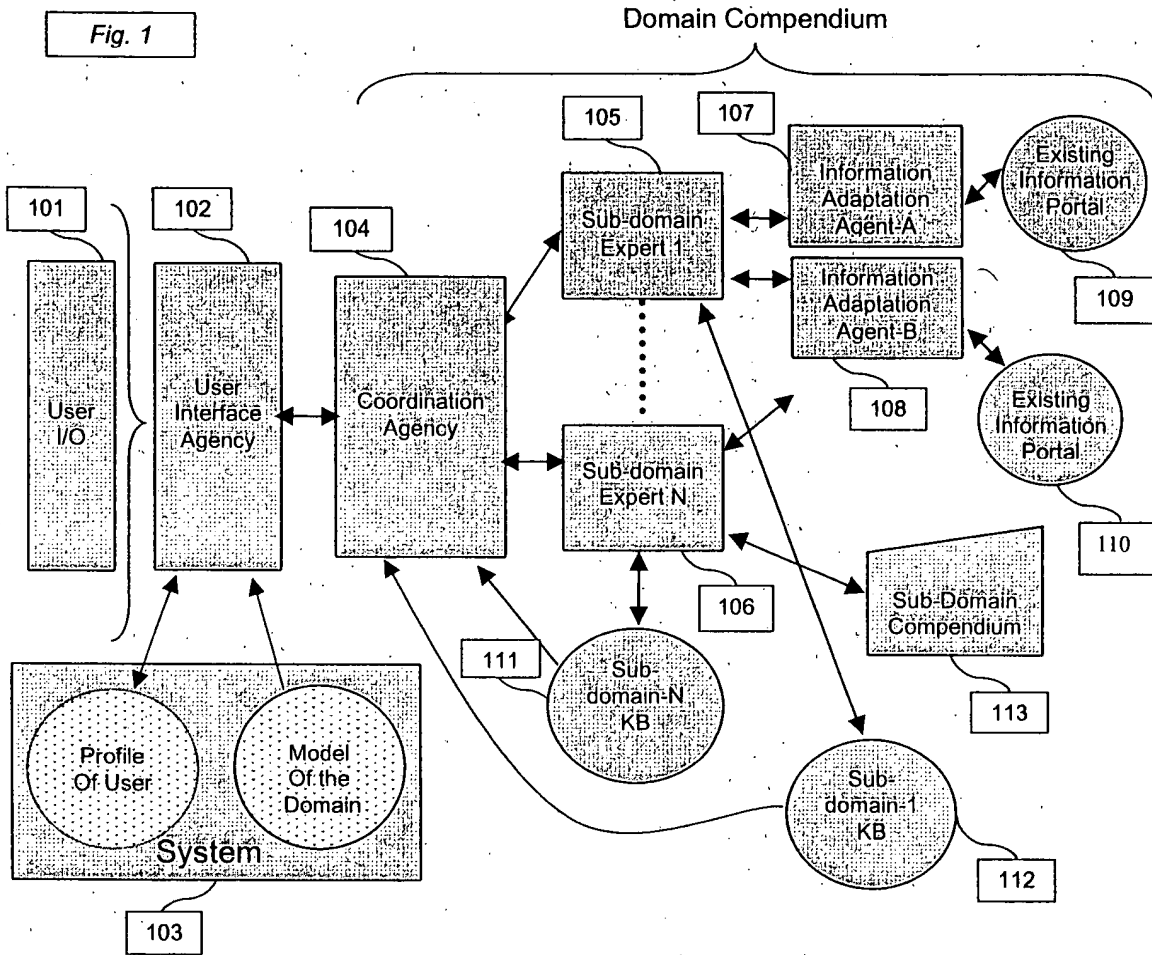 Fig. 1
Domain Compendium
105
107
101
102
104
Sub-domain
Expert 1
Information
Adaptation
Agent-A
Existing
Information
Portal
109
Information
Adaptation
Agent-B
108
User
I/O
User
Interface
Agency
Coordination
Agency
Existing
Information
Portal
110
Sub-domain
Expert N
106
Sub-Domain
Compendium
113
111
Sub-
domain-N
KB
Profile
Of User
Model
Of the
Domain
System
103
Sub-
domain-1
KB
112